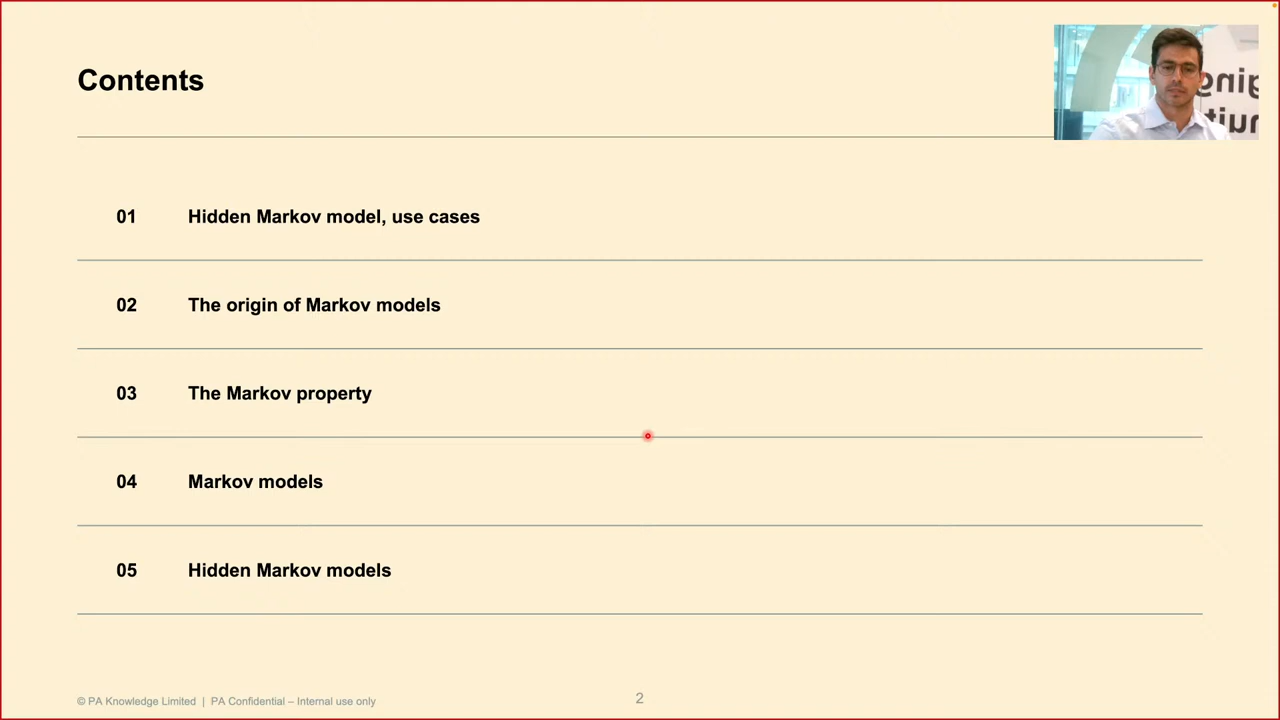 Contents
01 Hidden Markov model, use cases
02 The origin of Markov models
03 The Markov property
04 Markov models
05 Hidden Markov models
© PA Knowledge Limited | PA Confidential – Internal use only
2